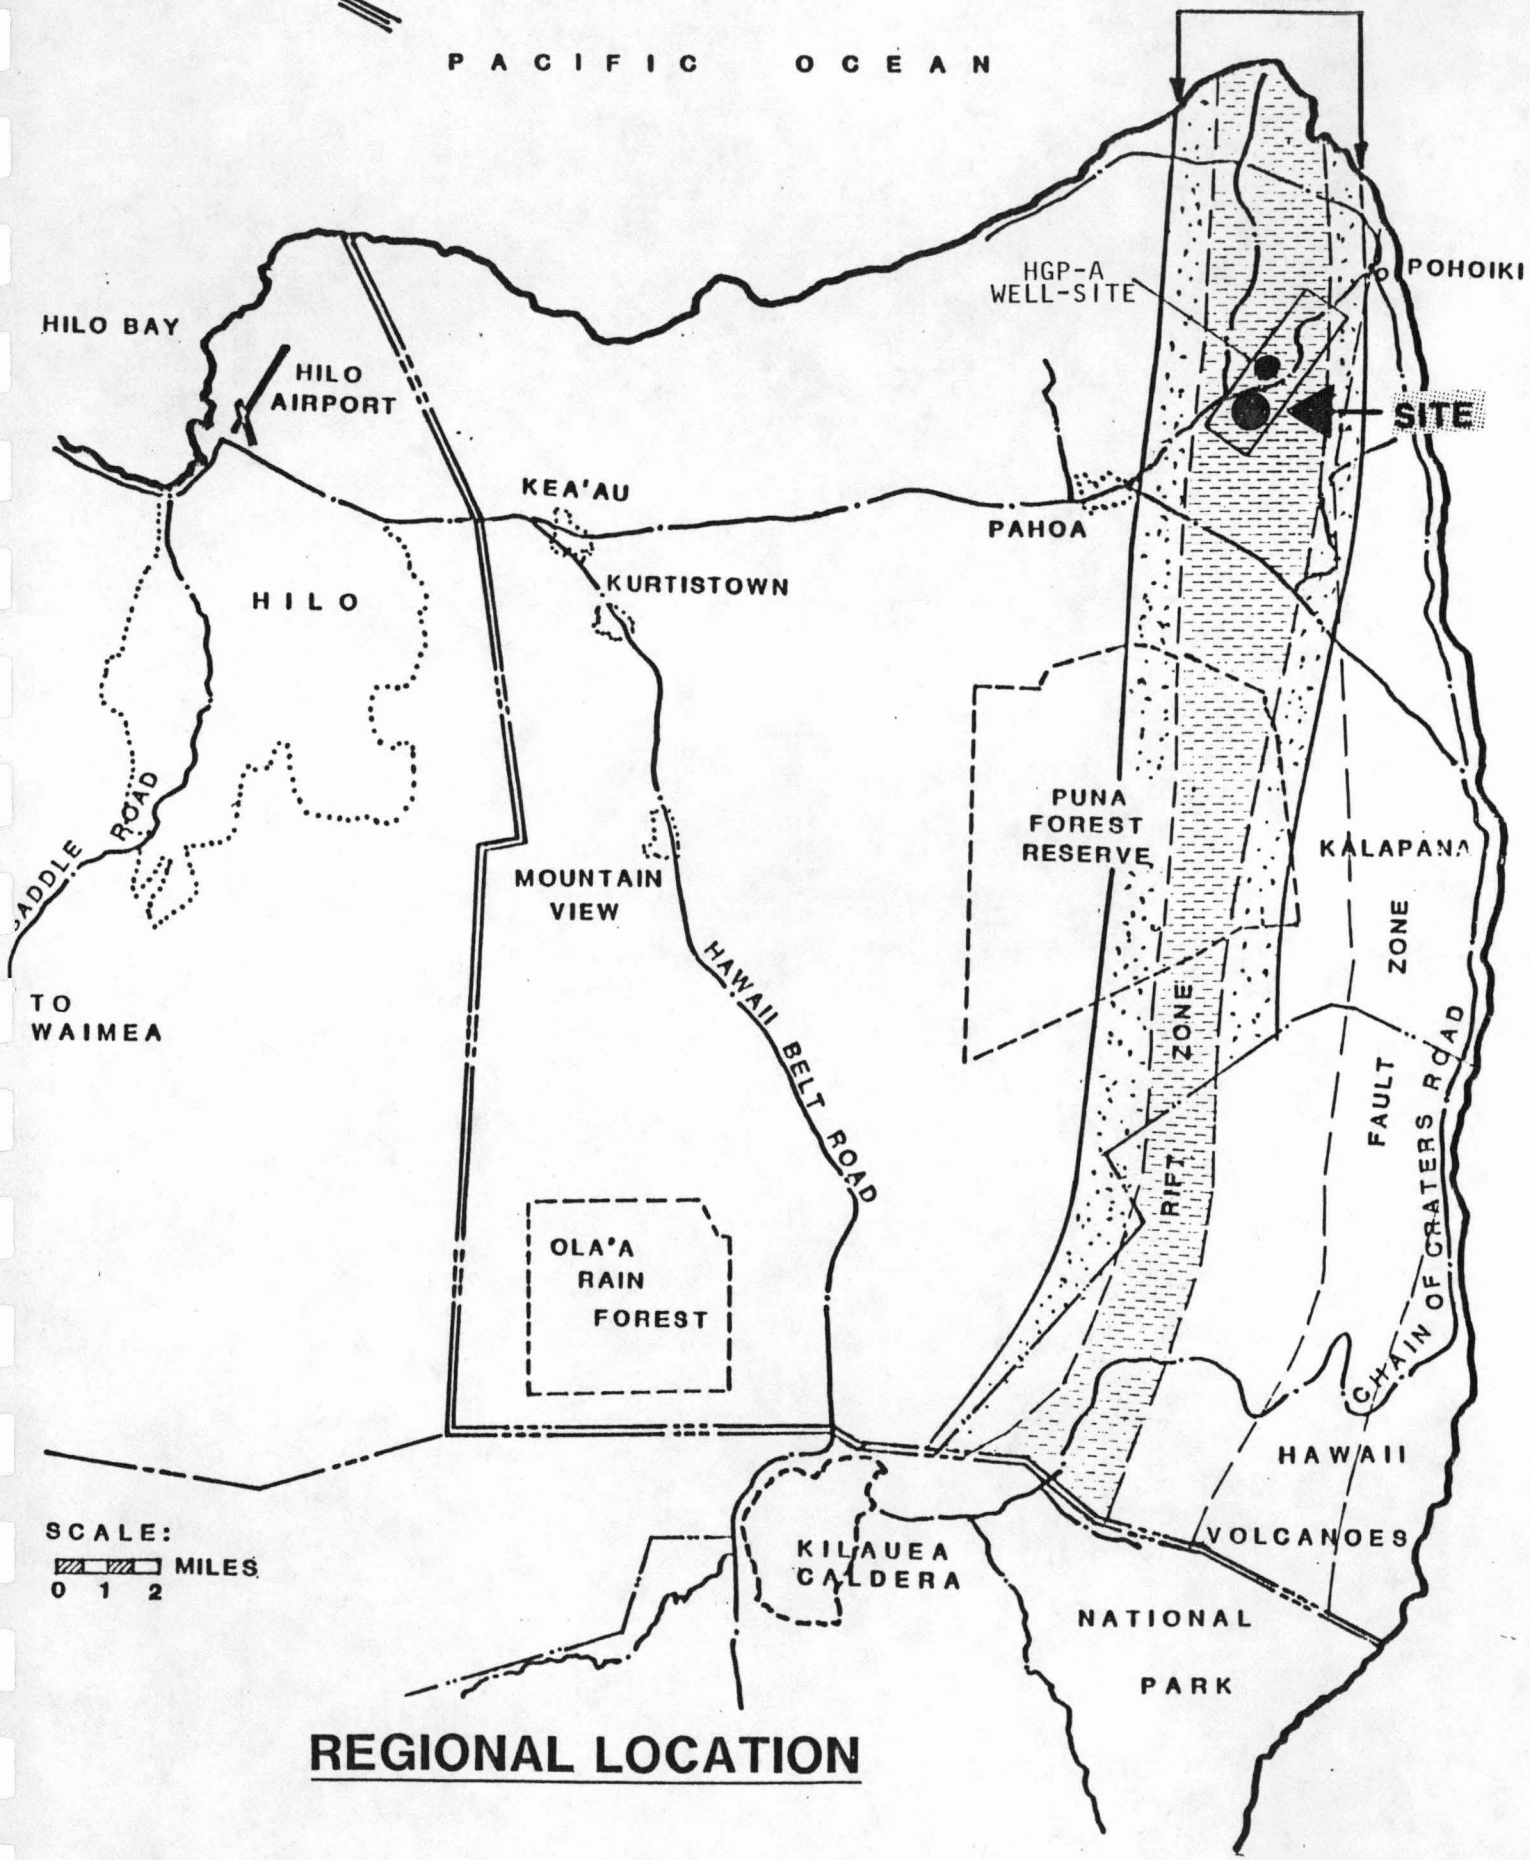 PACIFIC OCEAN
HGP-A
WELL-SITE
POHOIKI
HILO BAY
HILO
AIRPORT
SITE
KEA'AU
PAHOA
KURTISTOWN
HILO
SADDLE ROAD
PUNA
FOREST
RESERVE
KALAPANA
MOUNTAIN
VIEW
HAWAII BELT ROAD
ZONE
TO
WAIMEA
RIFT ZONE
FAULT
CHAIN OF CRATERS ROAD
OLA'A
RAIN
FOREST
HAWAII
VOLCANOES
NATIONAL
PARK
SCALE:
MILES
0 1 2
KILAUEA
CALDERA
REGIONAL LOCATION